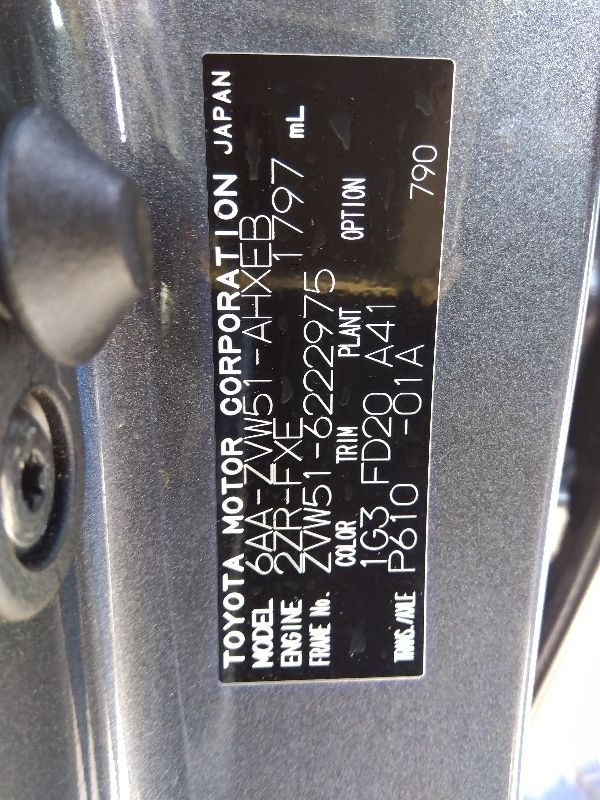 TOYOTA MOTOR CORPORATION JAPAN
MODEL 6AA-ZVW51-AHXEB
ENGINE 2ZR-FXE 1797 mL
FRAME No. ZVW51-6222975
COLOR TRIM PLANT OPTION
1G3 FD20 A41
TRANS./AXLE P610 -01A 790